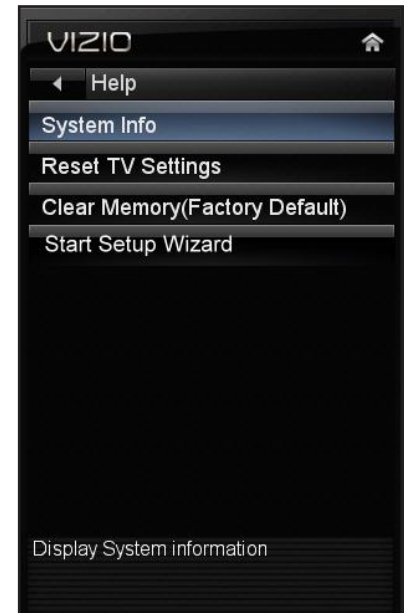 VIZIO
Help
System Info
Reset TV Settings
Clear Memory(Factory Default)
Start Setup Wizard
Display System information